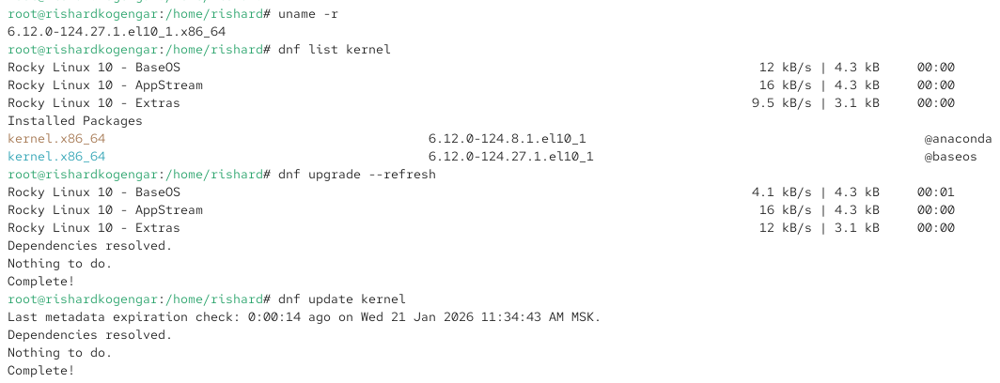 root@rishardkogengar:/home/rishard# uname -r
6.12.0-124.27.1.el10_1.x86_64
root@rishardkogengar:/home/rishard# dnf list kernel
Rocky Linux 10 - BaseOS 12 kB/s | 4.3 kB 00:00
Rocky Linux 10 - AppStream 16 kB/s | 4.3 kB 00:00
Rocky Linux 10 - Extras 9.5 kB/s | 3.1 kB 00:00
Installed Packages
kernel.x86_64 6.12.0-124.8.1.el10_1 @anaconda
kernel.x86_64 6.12.0-124.27.1.el10_1 @baseos
root@rishardkogengar:/home/rishard# dnf upgrade --refresh
Rocky Linux 10 - BaseOS 4.1 kB/s | 4.3 kB 00:01
Rocky Linux 10 - AppStream 16 kB/s | 4.3 kB 00:00
Rocky Linux 10 - Extras 12 kB/s | 3.1 kB 00:00
Dependencies resolved.
Nothing to do.
Complete!
root@rishardkogengar:/home/rishard# dnf update kernel
Last metadata expiration check: 0:00:14 ago on Wed 21 Jan 2026 11:34:43 AM MSK.
Dependencies resolved.
Nothing to do.
Complete!